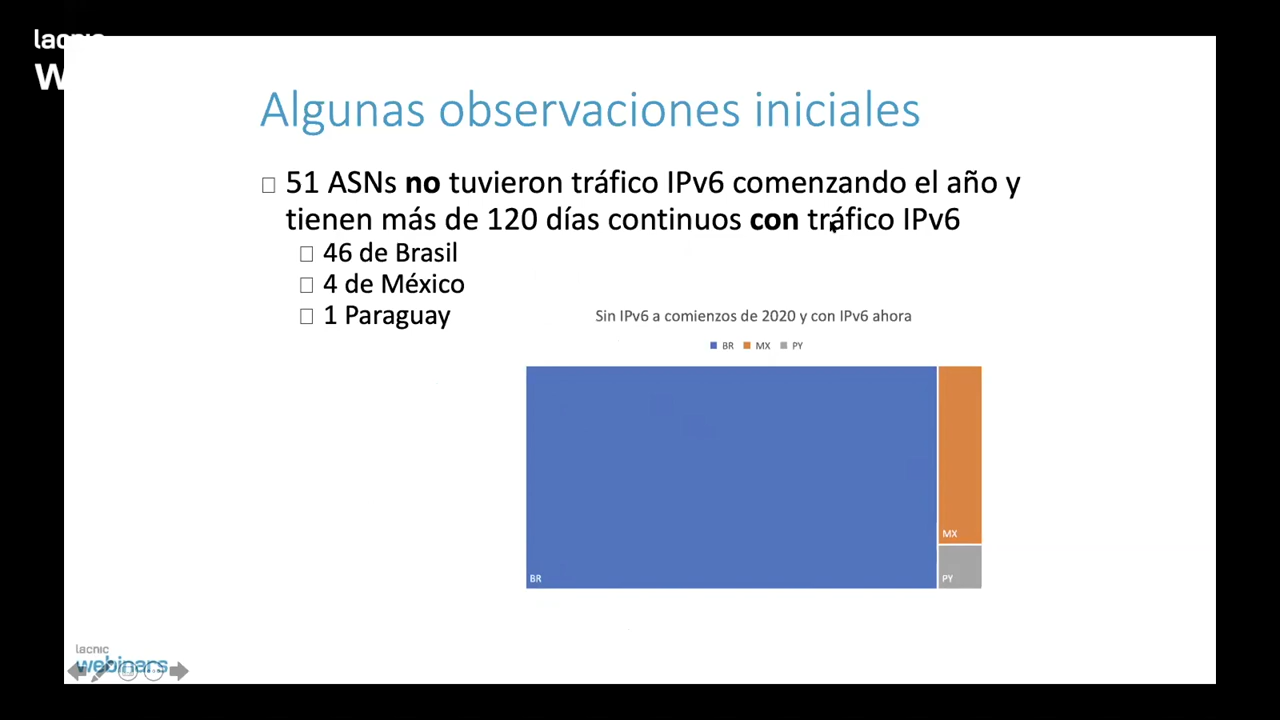 lacnic
W
Algunas observaciones iniciales
51 ASNs no tuvieron tráfico IPv6 comenzando el año y
tienen más de 120 días continuos con tráfico IPv6
46 de Brasil
4 de México
1 Paraguay
Sin IPv6 a comienzos de 2020 y con IPv6 ahora
BR MX PY
MX
BR
PY
lacnic
webinars